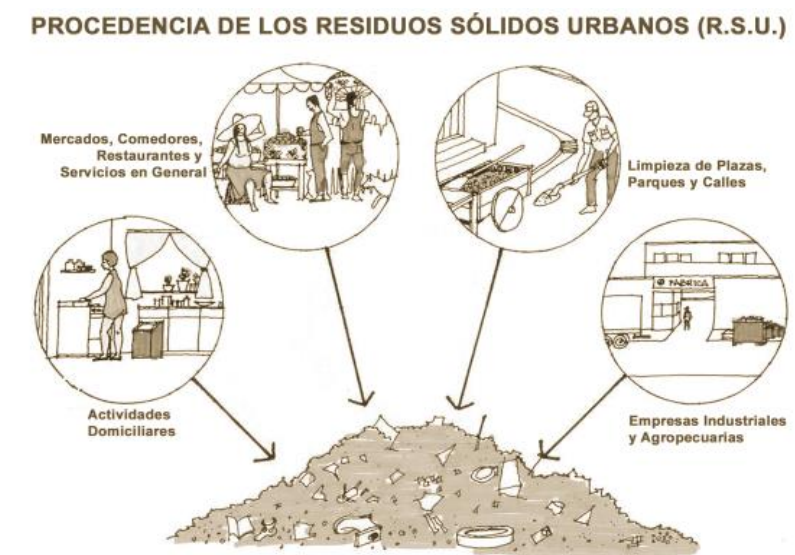 PROCEDENCIA DE LOS RESIDUOS SÓLIDOS URBANOS (R.S.U.)
Mercados, Comedores,
Restaurantes y
Servicios en General
Limpieza de Plazas,
Parques y Calles
FABRICA
Actividades
Domiciliares
Empresas Industriales
y Agropecuarias